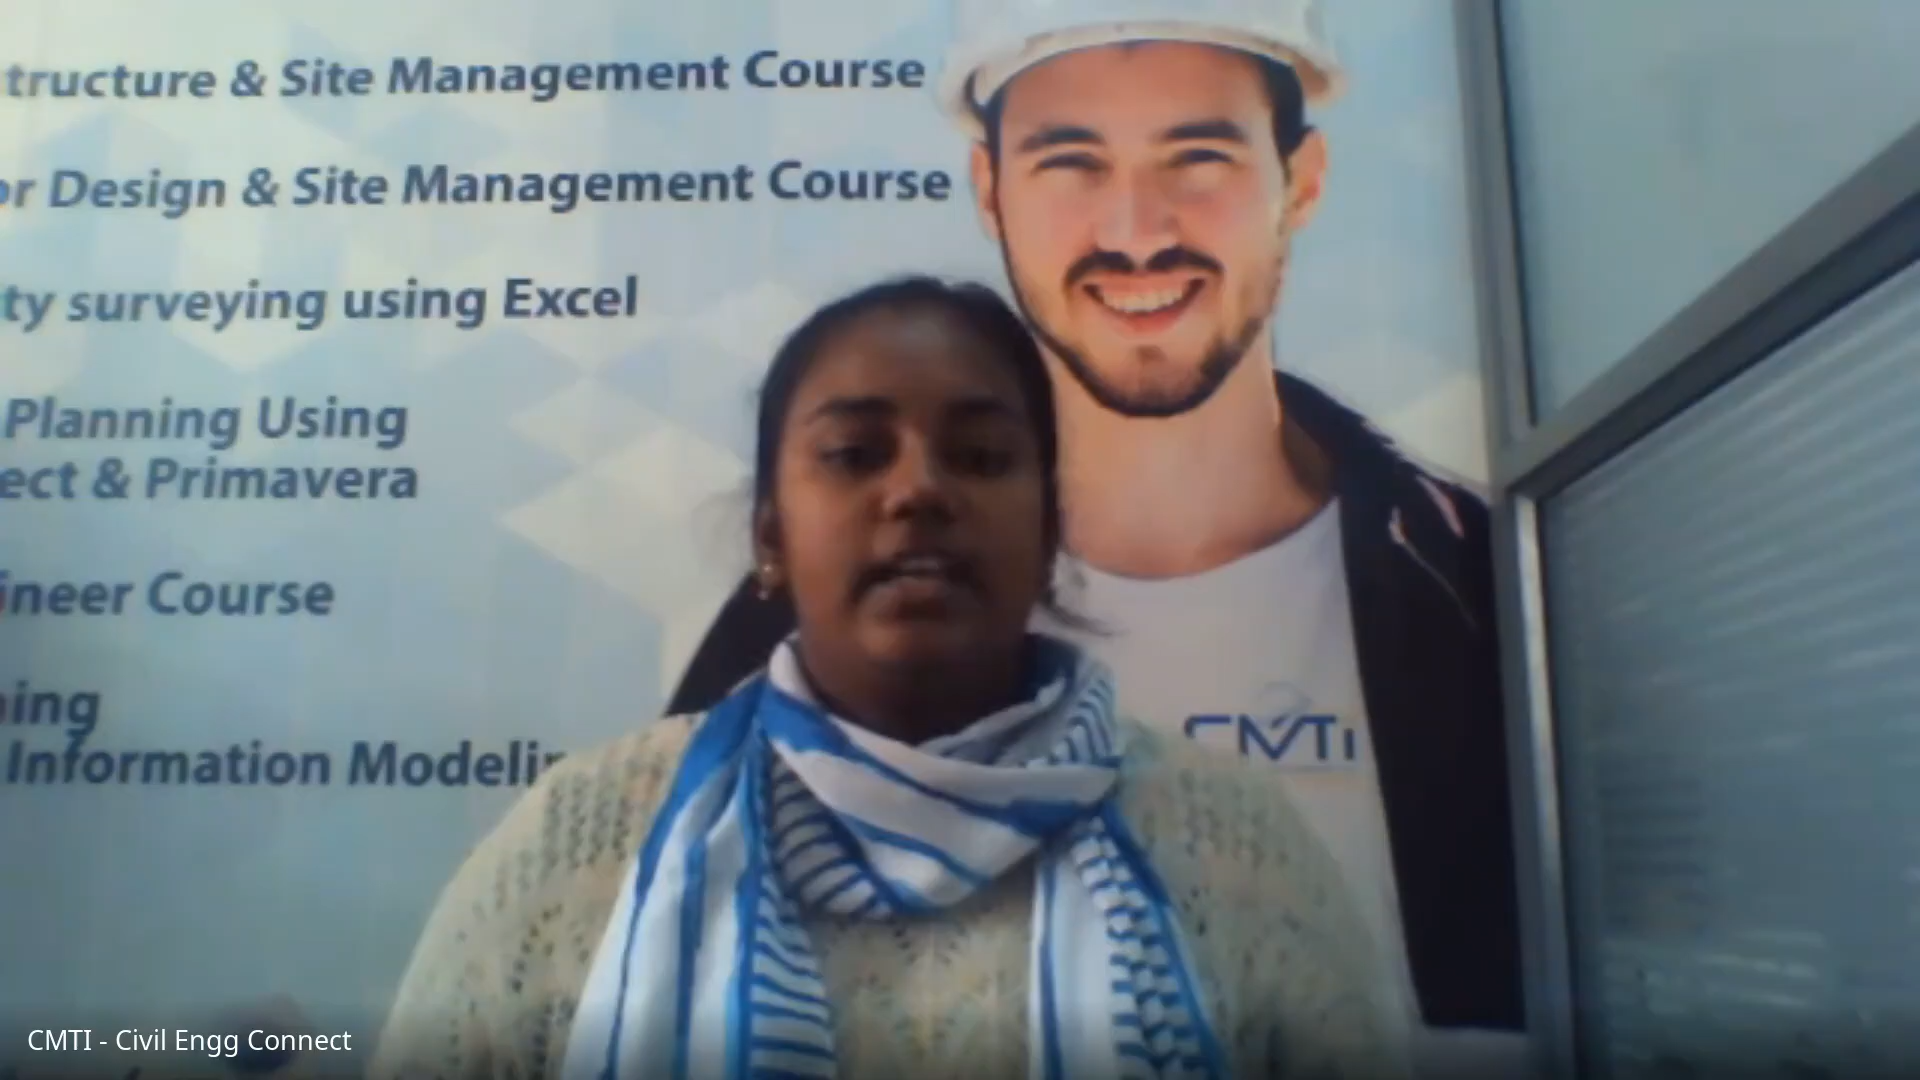 tructure & Site Management Course
or Design & Site Management Course
ty surveying using Excel
Planning Using
ect & Primavera
ineer Course
ning
Information Modelin
CMTI
CMTI - Civil Engg Connect